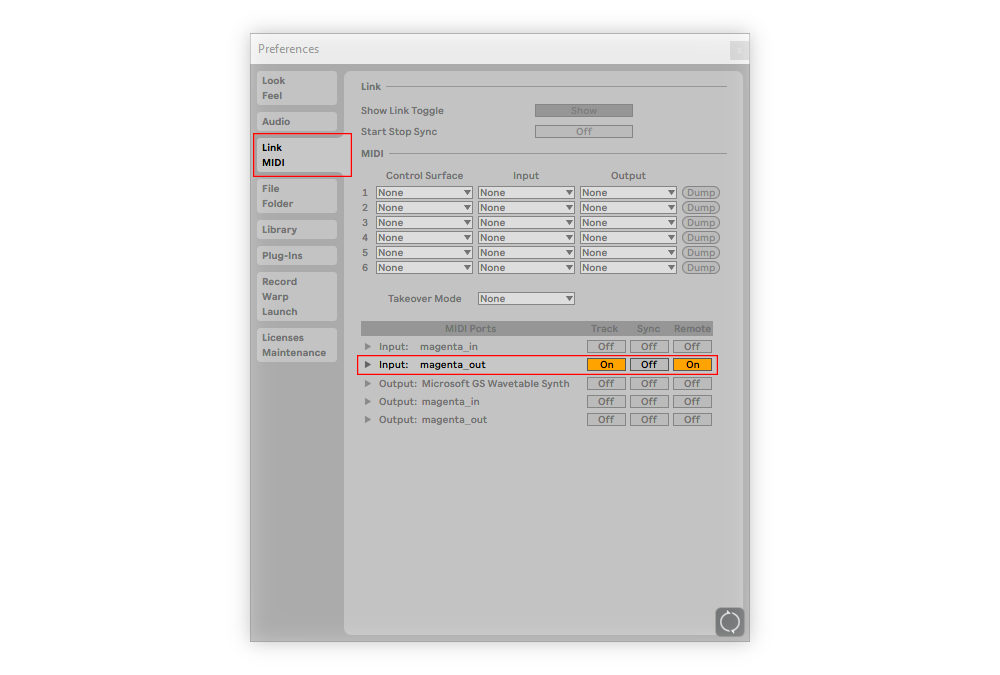 Preferences
Look
Feel
Audio
Link
MIDI
File
Folder
Library
Plug-Ins
Record
Warp
Launch
Licenses
Maintenance
Link
Show Link Toggle Show
Start Stop Sync Off
MIDI
Control Surface Input Output
1 None None None Dump
2 None None None Dump
3 None None None Dump
4 None None None Dump
5 None None None Dump
6 None None None Dump
Takeover Mode None
MIDI Ports Track Sync Remote
Input: magenta_in Off Off Off
Input: magenta_out On Off On
Output: Microsoft GS Wavetable Synth Off Off Off
Output: magenta_in Off Off Off
Output: magenta_out Off Off Off